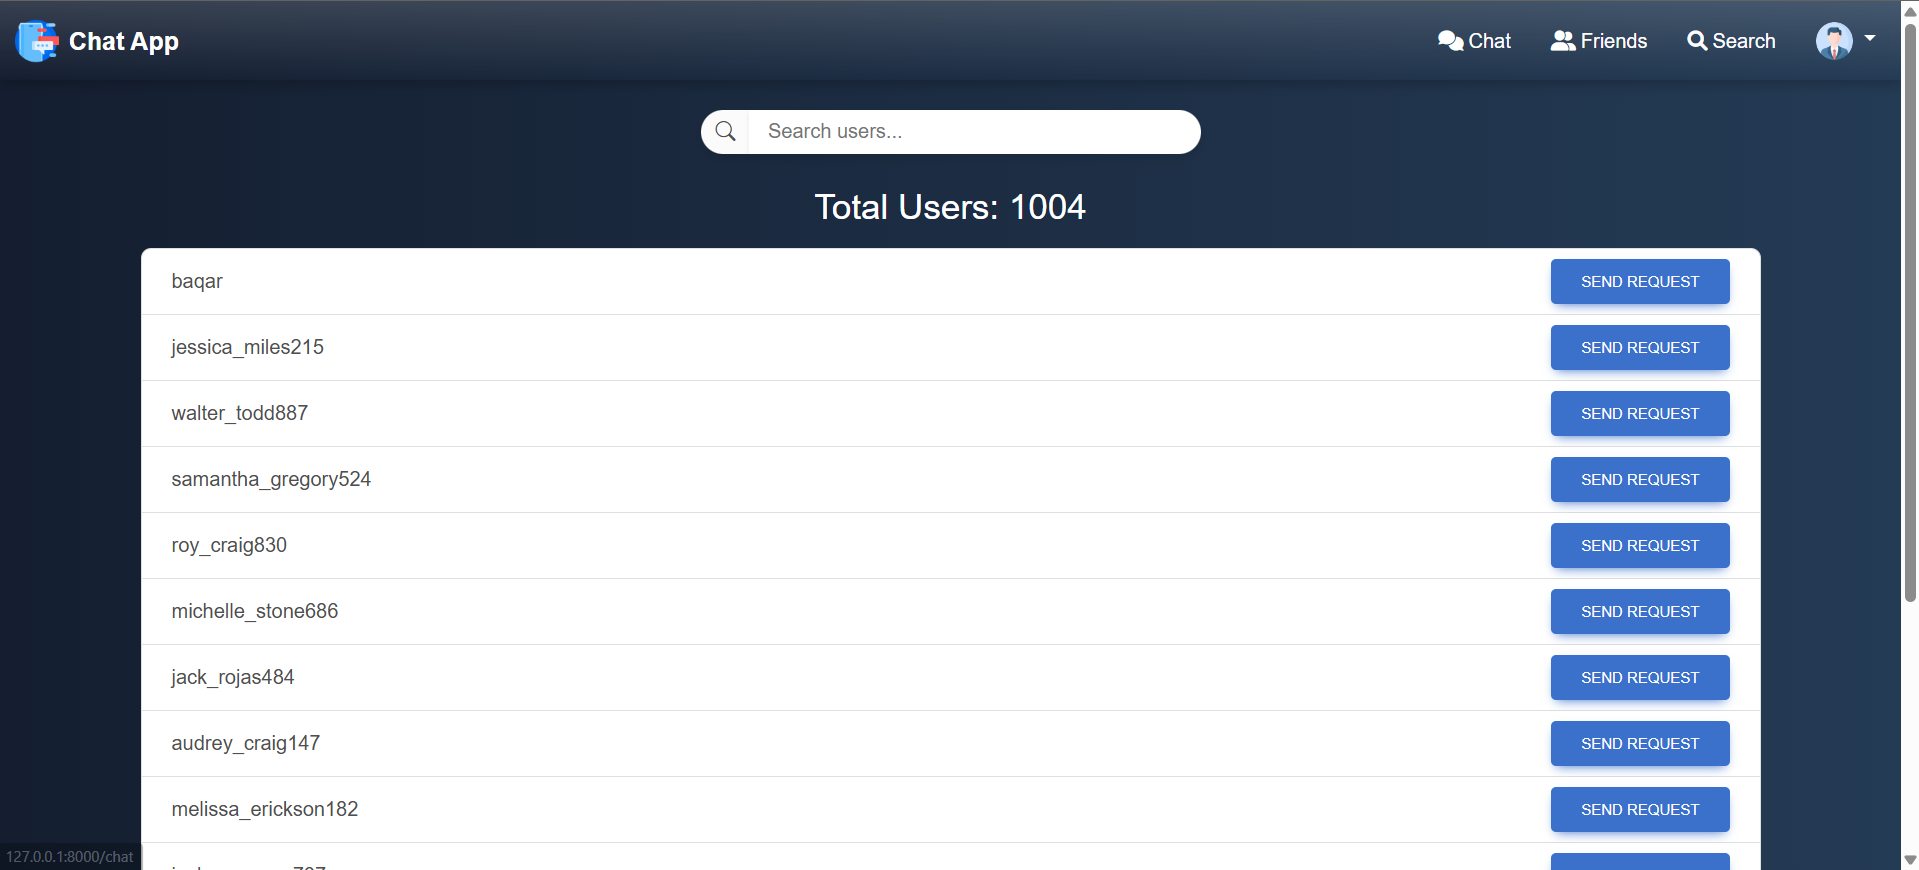 Chat App
Chat
Friends
Search
Search users...
Total Users: 1004
baqar
SEND REQUEST
jessica_miles215
SEND REQUEST
walter_todd887
SEND REQUEST
samantha_gregory524
SEND REQUEST
roy_craig830
SEND REQUEST
michelle_stone686
SEND REQUEST
jack_rojas484
SEND REQUEST
audrey_craig147
SEND REQUEST
melissa_erickson182
SEND REQUEST
127.0.0.1:8000/chat